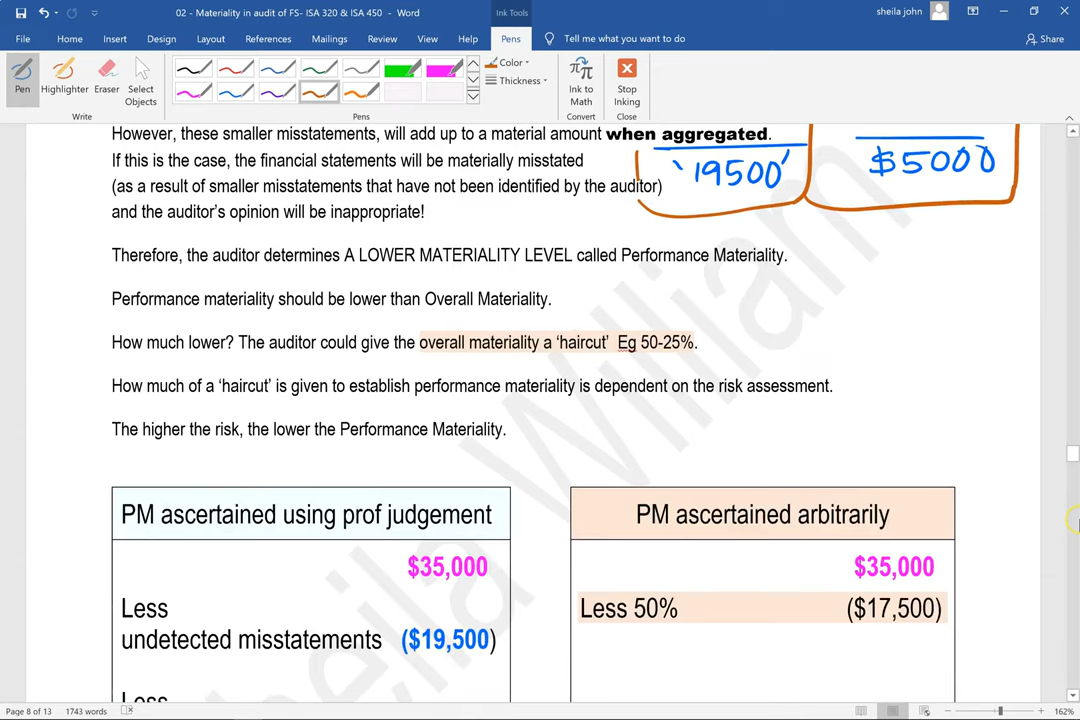 02 - Materiality in audit of FS- ISA 320 & ISA 450 - Word
Ink Tools
sheila john
File Home Insert Design Layout References Mailings Review View Help Pens Tell me what you want to do Share
Pen Highlighter Eraser Select Objects
Color
Thickness
Ink to Math
Stop Inking
Write Pens Convert Close
However, these smaller misstatements, will add up to a material amount when aggregated.
If this is the case, the financial statements will be materially misstated
'19500' $5000
(as a result of smaller misstatements that have not been identified by the auditor)
and the auditor's opinion will be inappropriate!
Therefore, the auditor determines A LOWER MATERIALITY LEVEL called Performance Materiality.
Performance materiality should be lower than Overall Materiality.
How much lower? The auditor could give the overall materiality a 'haircut' Eg 50-25%.
How much of a 'haircut' is given to establish performance materiality is dependent on the risk assessment.
The higher the risk, the lower the Performance Materiality.
PM ascertained using prof judgement
$35,000
Less
undetected misstatements ($19,500)
Less
PM ascertained arbitrarily
$35,000
Less 50% ($17,500)
Sheila William
Page 8 of 13 1743 words
162%